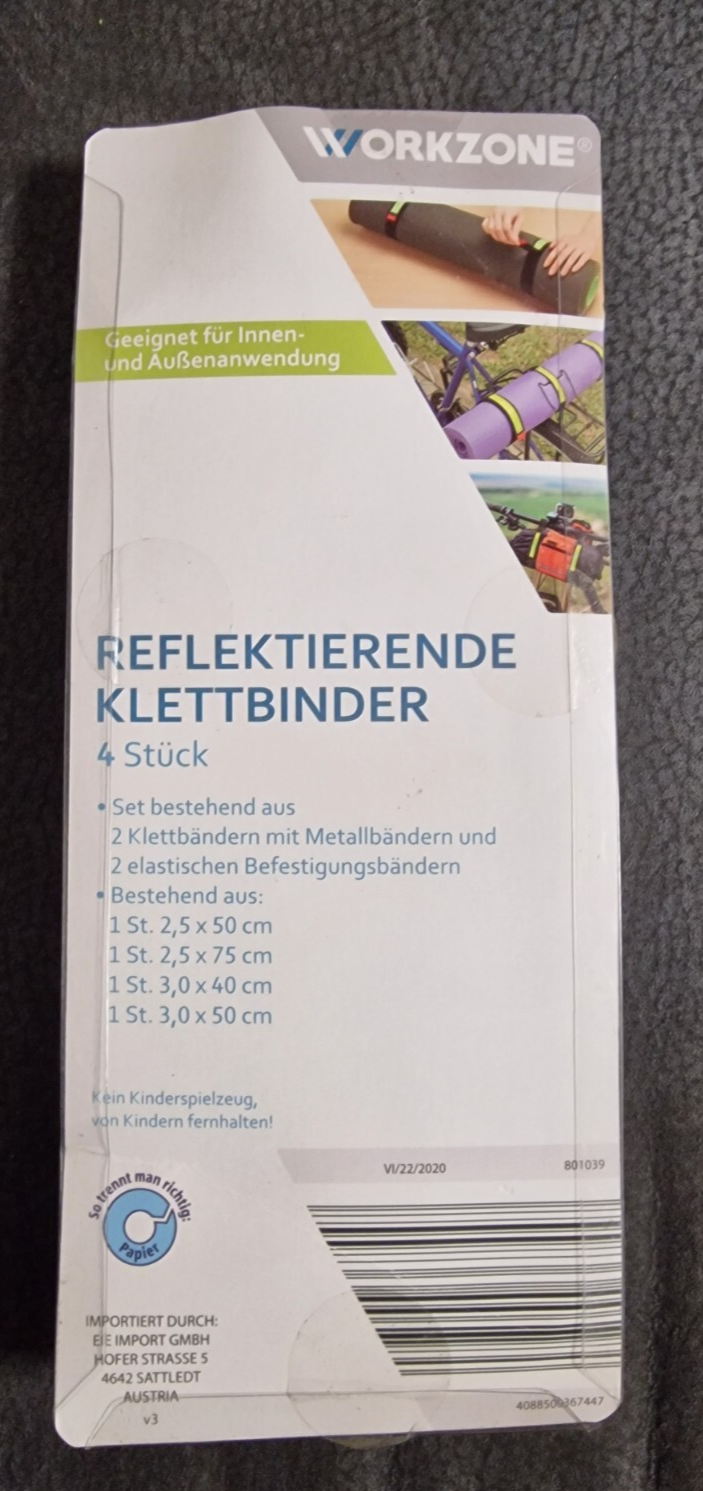 WORKZONE®
Geeignet für Innen-
und Außenanwendung
REFLEKTIERENDE
KLETTBINDER
4 Stück
• Set bestehend aus
2 Klettbändern mit Metallbändern und
2 elastischen Befestigungsbändern
• Bestehend aus:
1 St. 2,5 x 50 cm
1 St. 2,5 x 75 cm
1 St. 3,0 x 40 cm
1 St. 3,0 x 50 cm
Kein Kinderspielzeug,
von Kindern fernhalten!
VI/22/2020
801039
So trennt man richtig:
Papier
IMPORTIERT DURCH:
IMPORT GMBH
HOFER STRASSE 5
4642 SATTLEDT
AUSTRIA
v3